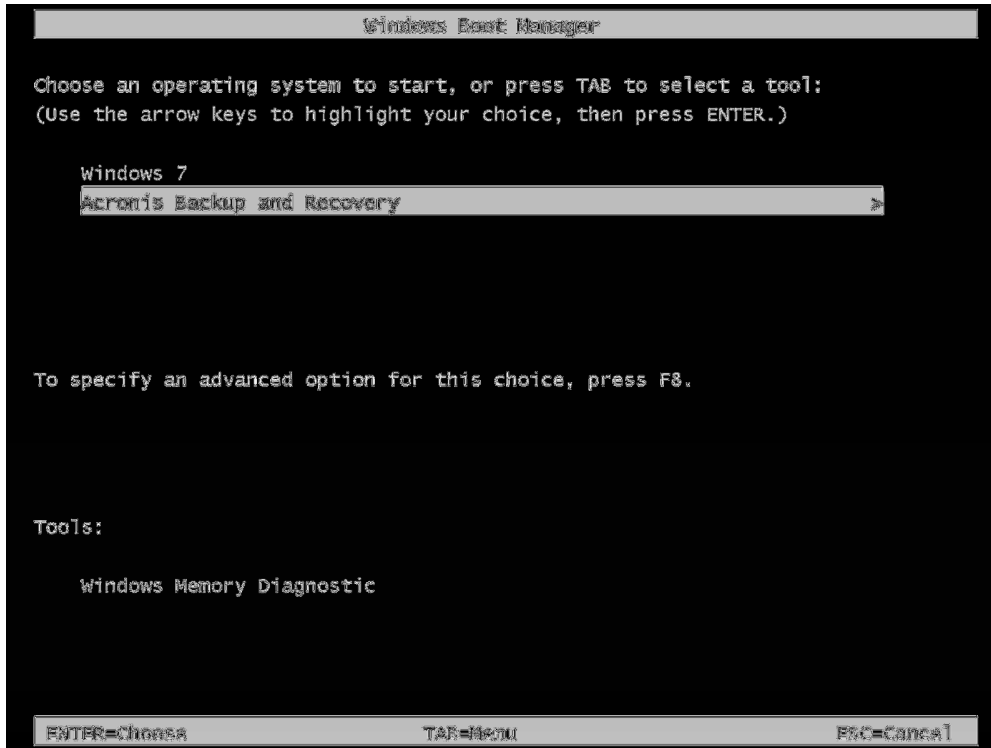 Windows Boot Manager
Choose an operating system to start, or press TAB to select a tool:
(Use the arrow keys to highlight your choice, then press ENTER.)
Windows 7
Acronis Backup and Recovery >
To specify an advanced option for this choice, press F8.
Tools:
Windows Memory Diagnostic
ENTER=Choose TAB=Menu ESC=Cancel